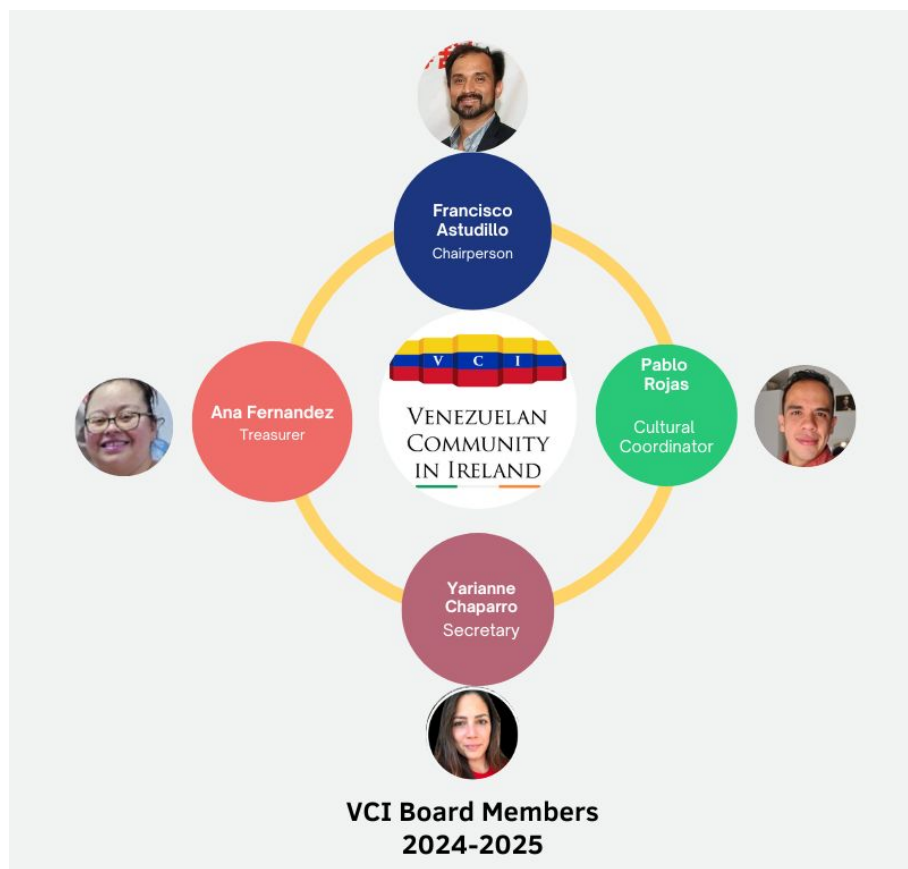 Francisco
Astudillo
Chairperson
Ana Fernandez
Treasurer
V C I
VENEZUELAN
COMMUNITY
IN IRELAND
Pablo
Rojas
Cultural
Coordinator
Yarianne
Chaparro
Secretary
VCI Board Members
2024-2025